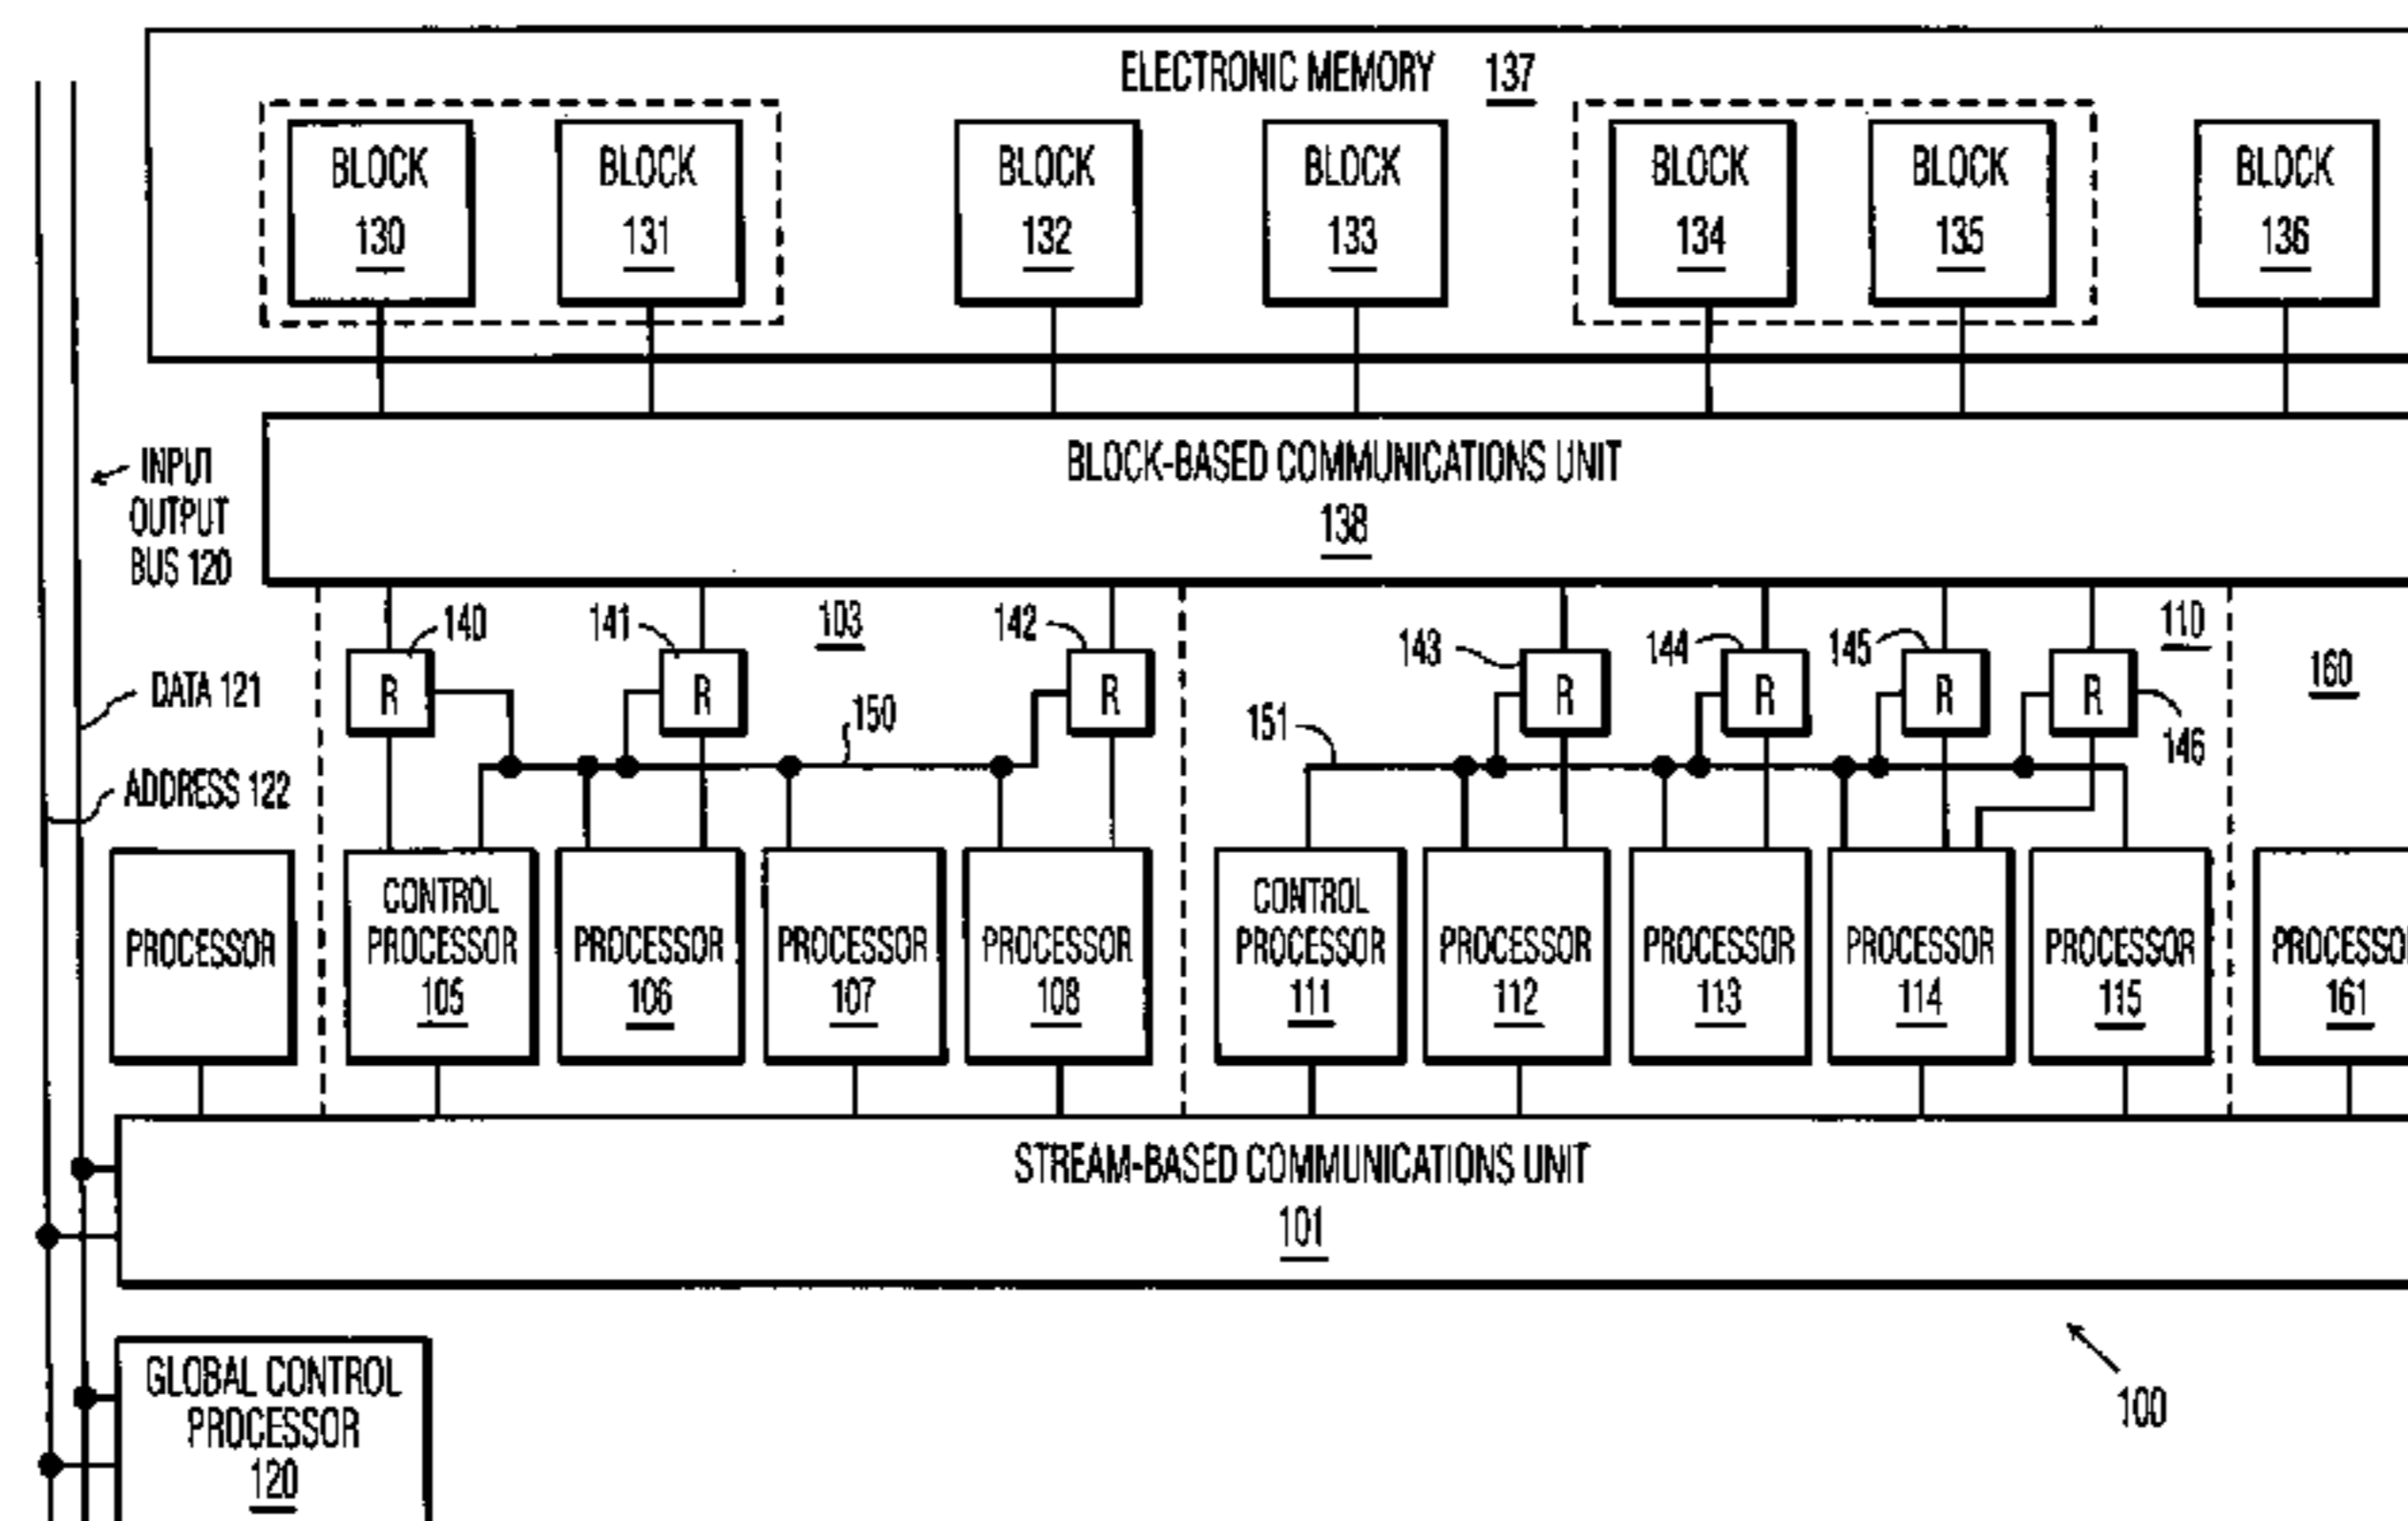 ELECTRONIC MEMORY 137
BLOCK
130
BLOCK
131
BLOCK
132
BLOCK
133
BLOCK
134
BLOCK
135
BLOCK
136
BLOCK-BASED COMMUNICATIONS UNIT
138
INPUT
OUTPUT
BUS 120
DATA 121
ADDRESS 122
140
141
103
142
143
144
145
110
160
R
R
R
R
R
R
R
150
151
146
PROCESSOR
CONTROL
PROCESSOR
105
PROCESSOR
106
PROCESSOR
107
PROCESSOR
108
CONTROL
PROCESSOR
111
PROCESSOR
112
PROCESSOR
113
PROCESSOR
114
PROCESSOR
115
PROCESSO
161
STREAM-BASED COMMUNICATIONS UNIT
101
GLOBAL CONTROL
PROCESSOR
120
100